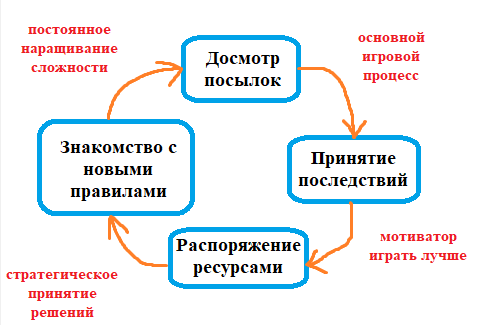 постоянное
наращивание
сложности
Досмотр
посылок
основной
игровой
процесс
Знакомство с
новыми
правилами
Принятие
последствий
Распоряжение
ресурсами
мотиватор
играть лучше
стратегическое
принятие
решений